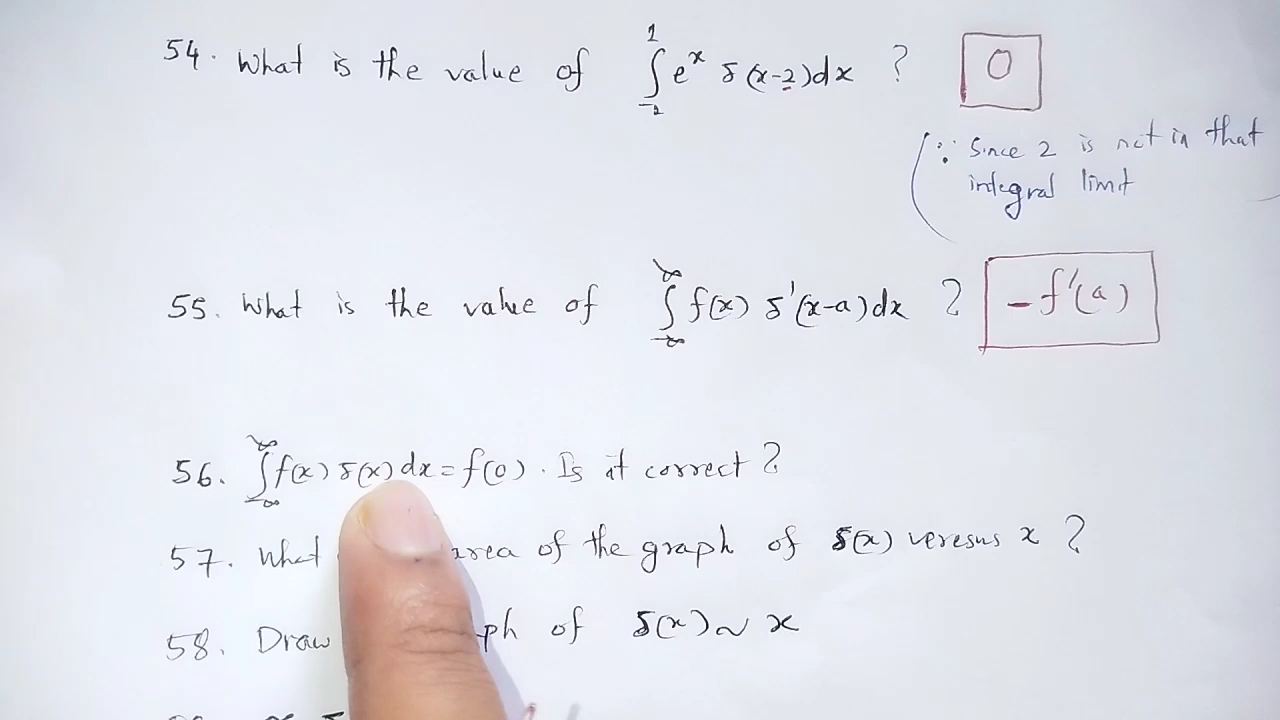 54. What is the value of ∫₋₂¹ eˣ δ(x-2)dx ? 0
∵ Since 2 is not in that
integral limit
55. What is the value of ∫₋∞^∞ f(x) δ'(x-a)dx ? -f'(a)
56. ∫₋∞^∞ f(x) δ(x) dx = f(0). Is it correct ?
57. What area of the graph of δ(x) veresus x ?
58. Draw ph of δ(x) ~ x